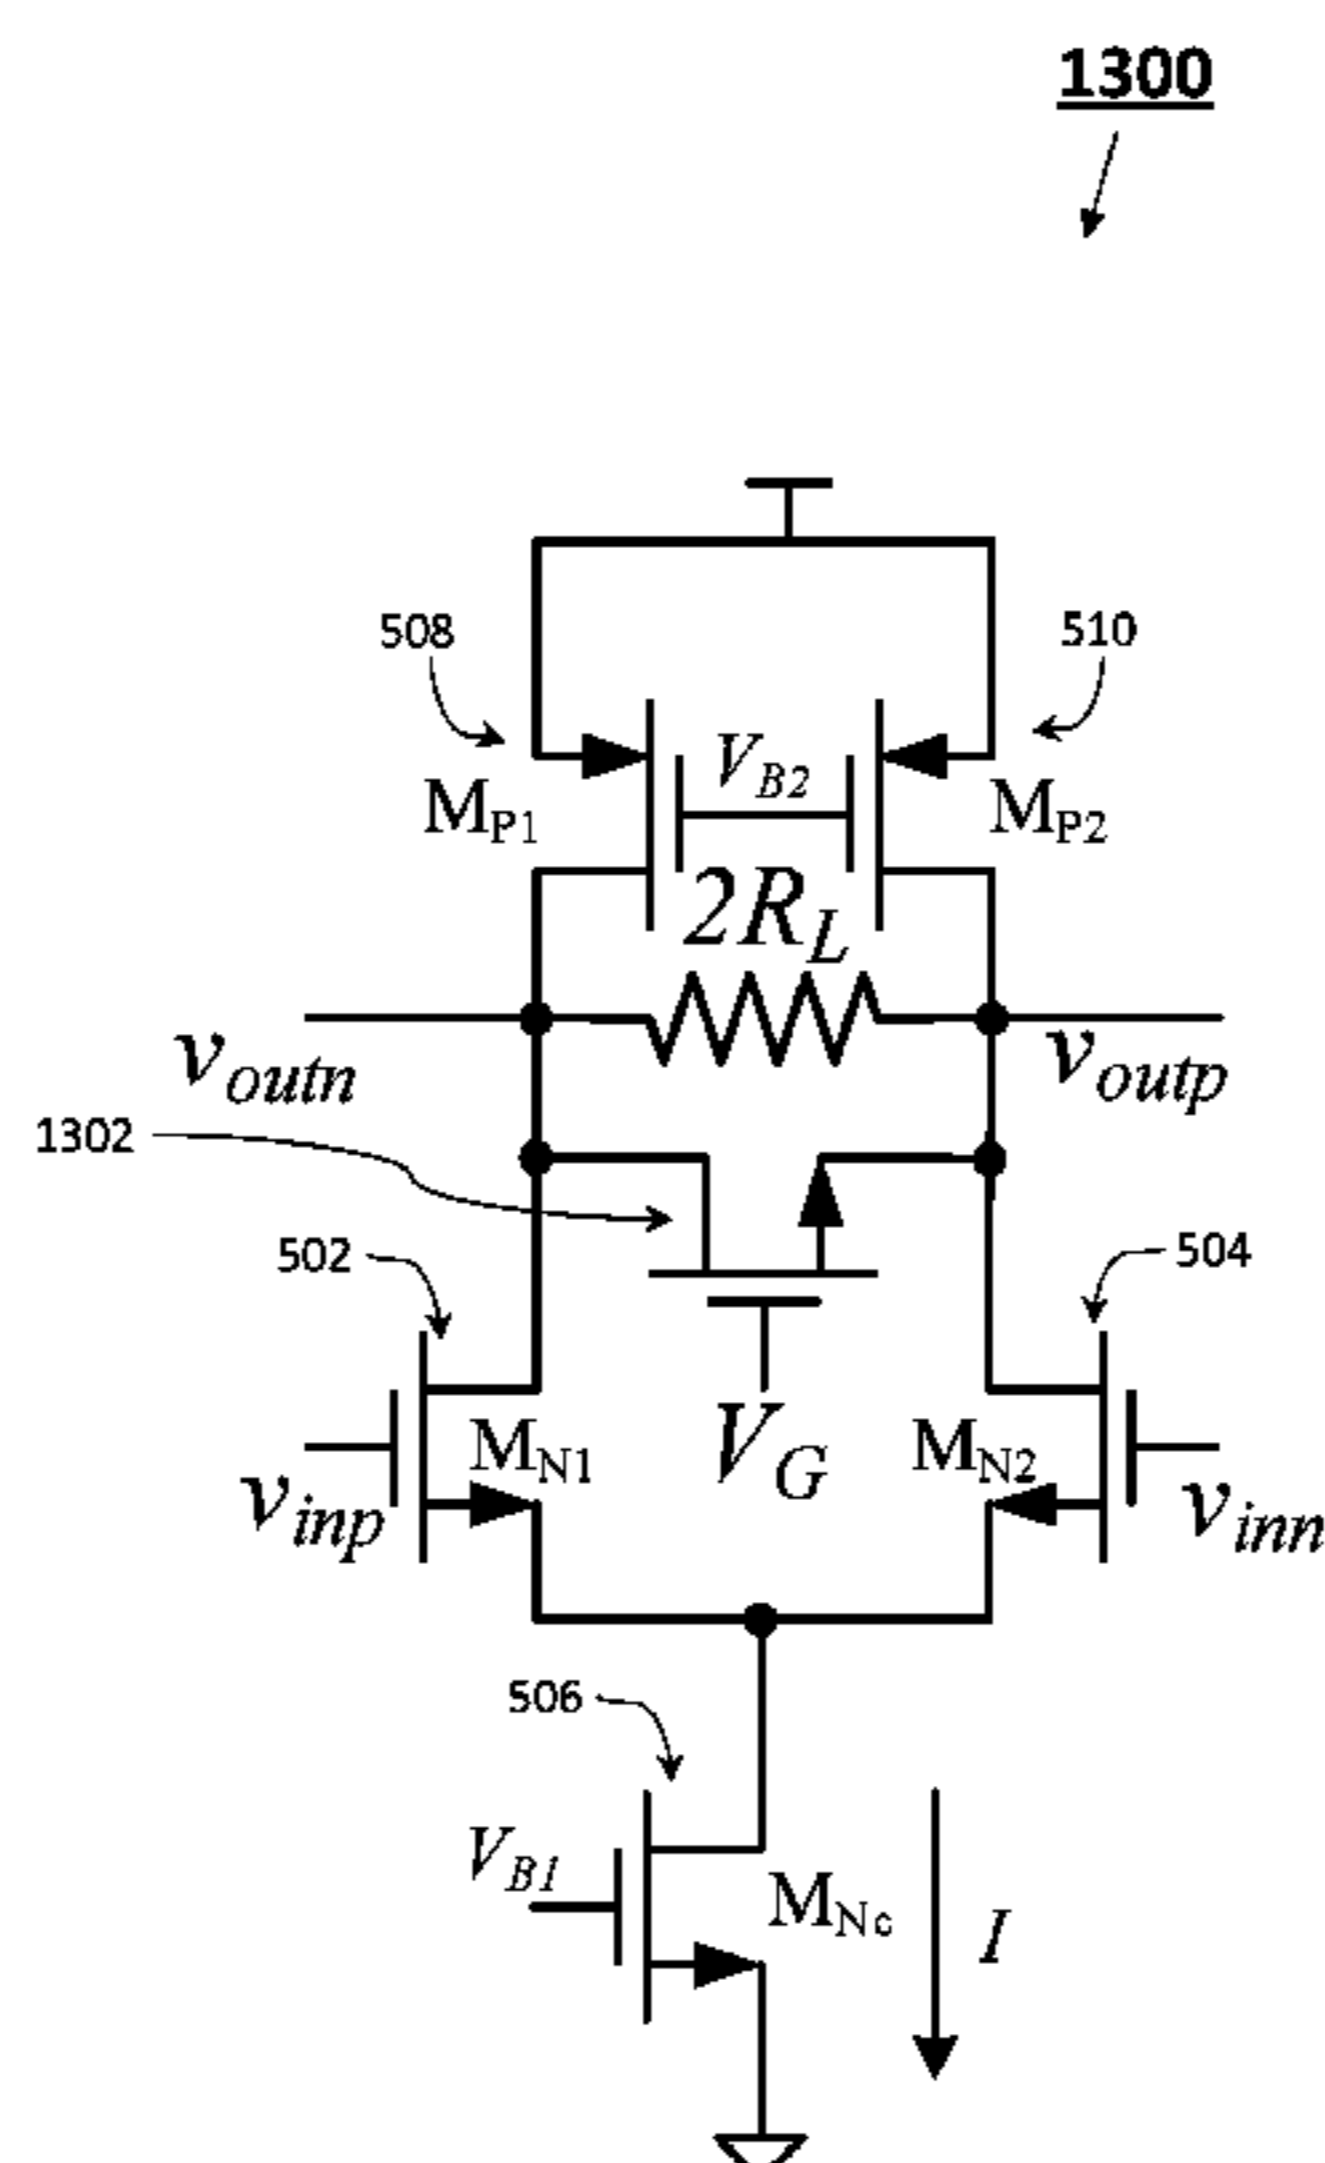 1300
508
510
V_B2
M_P1
M_P2
2R_L
v_outn
v_outp
1302
502
504
M_N1
M_N2
V_G
v_inp
v_inn
506
V_B1
M_Nc
I